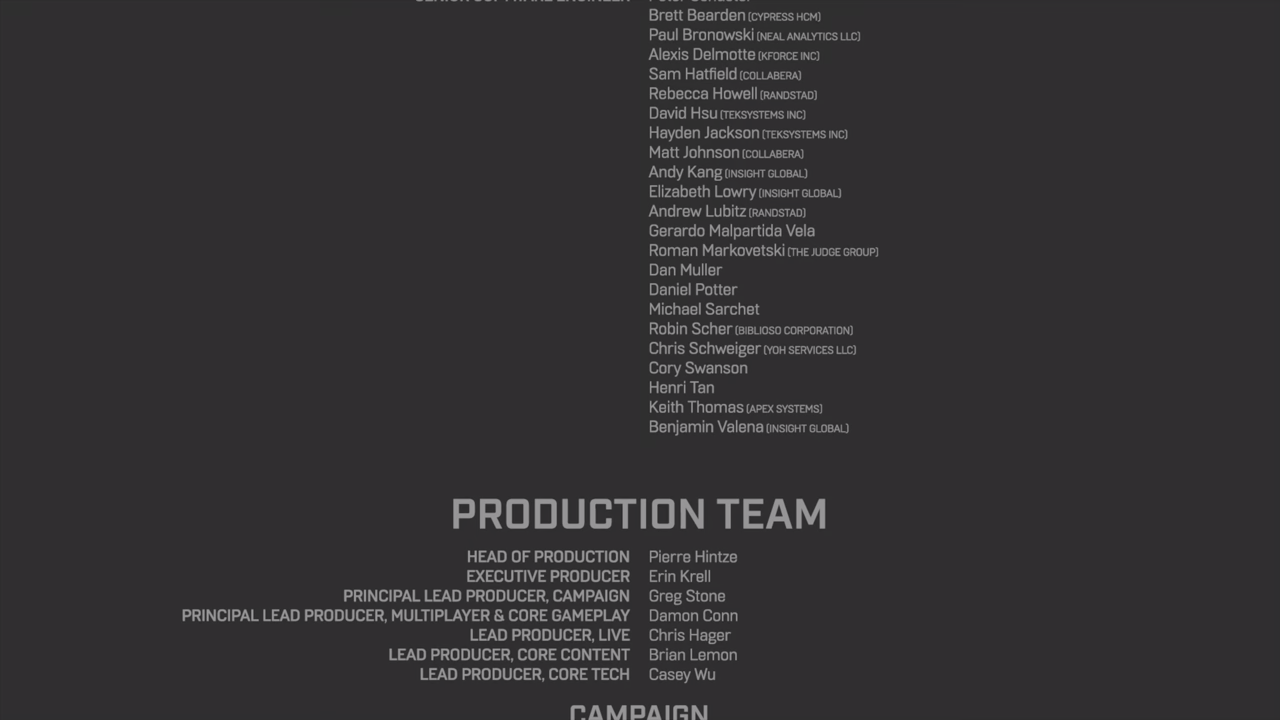 SENIOR SOFTWARE ENGINEER
Brett Bearden (CYPRESS HCM)
Paul Bronowski (NEAL ANALYTICS LLC)
Alexis Delmotte (KFORCE INC)
Sam Hatfield (COLLABERA)
Rebecca Howell (RANDSTAD)
David Hsu (TEKSYSTEMS INC)
Hayden Jackson (TEKSYSTEMS INC)
Matt Johnson (COLLABERA)
Andy Kang (INSIGHT GLOBAL)
Elizabeth Lowry (INSIGHT GLOBAL)
Andrew Lubitz (RANDSTAD)
Gerardo Malpartida Vela
Roman Markovetski (THE JUDGE GROUP)
Dan Muller
Daniel Potter
Michael Sarchet
Robin Scher (BIBLIOSO CORPORATION)
Chris Schweiger (YOH SERVICES LLC)
Cory Swanson
Henri Tan
Keith Thomas (APEX SYSTEMS)
Benjamin Valena (INSIGHT GLOBAL)
PRODUCTION TEAM
HEAD OF PRODUCTION Pierre Hintze
EXECUTIVE PRODUCER Erin Krell
PRINCIPAL LEAD PRODUCER, CAMPAIGN Greg Stone
PRINCIPAL LEAD PRODUCER, MULTIPLAYER & CORE GAMEPLAY Damon Conn
LEAD PRODUCER, LIVE Chris Hager
LEAD PRODUCER, CORE CONTENT Brian Lemon
LEAD PRODUCER, CORE TECH Casey Wu
CAMPAIGN